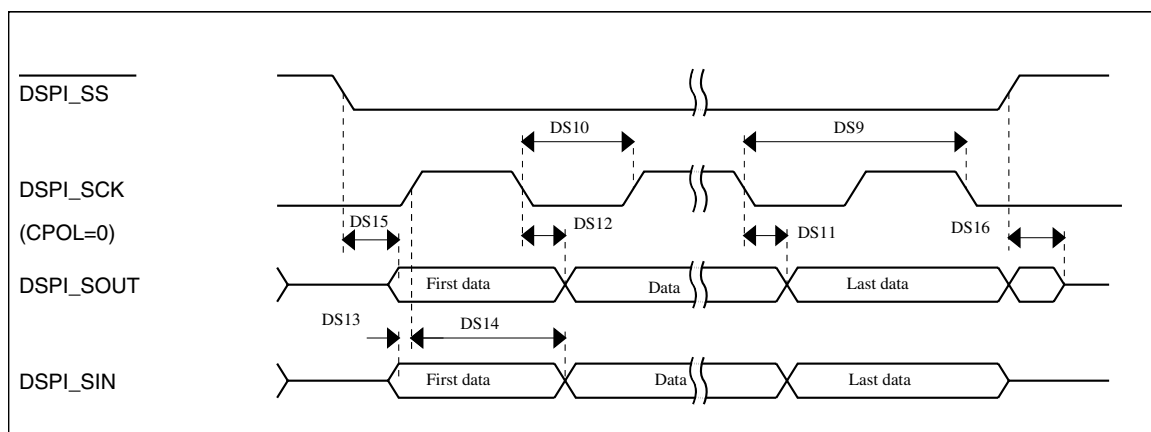 DSPI_SS
DS10
DS9
DSPI_SCK
(CPOL=0)
DS15
DS12
DS11
DS16
DSPI_SOUT
First data
Data
Last data
DS13
DS14
DSPI_SIN
First data
Data
Last data